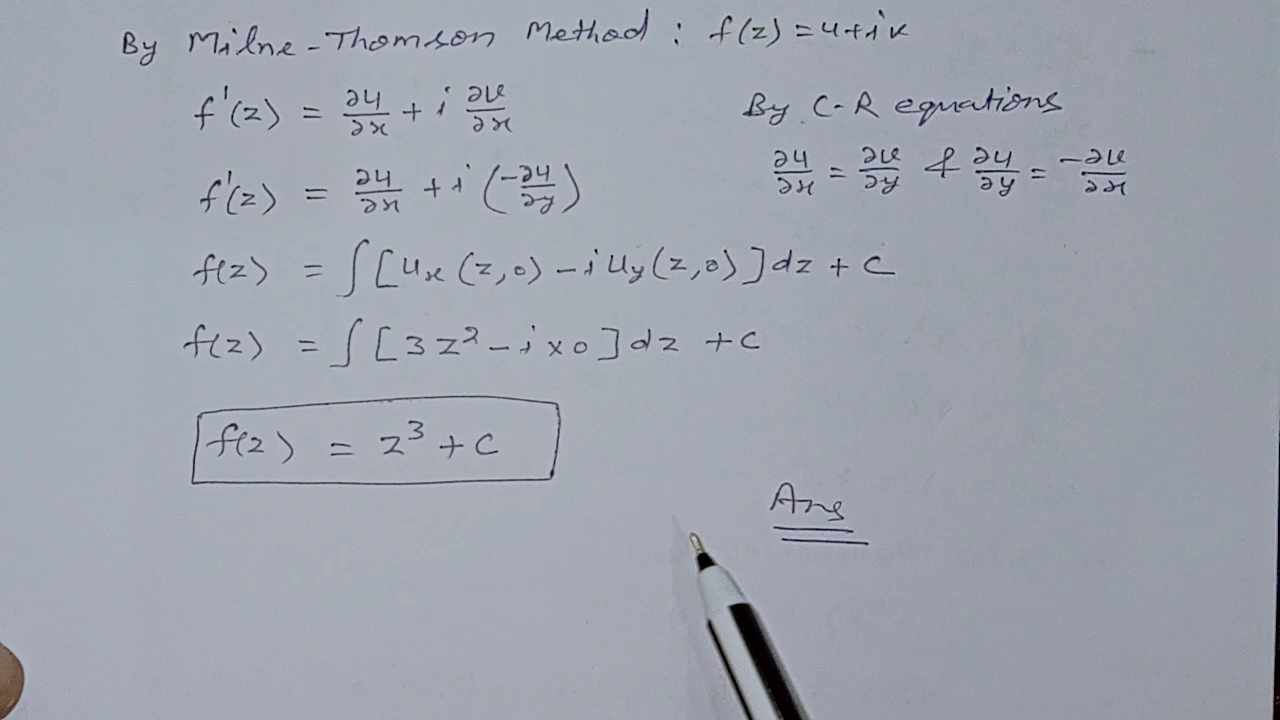 By Milne-Thomson Method : f(z) = u+iv
f'(z) = ∂u/∂x + i ∂v/∂x
By C-R equations
f'(z) = ∂u/∂x + i (-∂u/∂y)
∂u/∂x = ∂v/∂y & ∂u/∂y = -∂v/∂x
f(z) = ∫[ux(z,0) - i uy(z,0)]dz + C
f(z) = ∫[3z² - i x 0]dz + C
f(z) = z³ + C
Ans